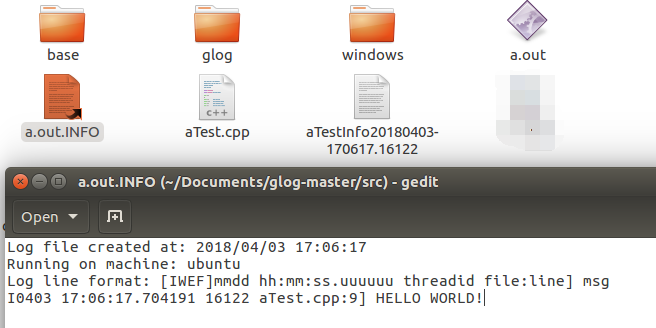 base
glog
windows
a.out
a.out.INFO
c++
aTest.cpp
aTestInfo20180403-
170617.16122
a.out.INFO (~/Documents/glog-master/src) - gedit
Open
Log file created at: 2018/04/03 17:06:17
Running on machine: ubuntu
Log line format: [IWEF]mmdd hh:mm:ss.uuuuuu threadid file:line] msg
I0403 17:06:17.704191 16122 aTest.cpp:9] HELLO WORLD!